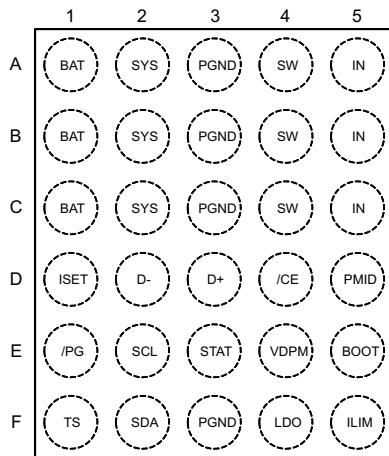 1 2 3 4 5
A BAT SYS PGND SW IN
B BAT SYS PGND SW IN
C BAT SYS PGND SW IN
D ISET D- D+ /CE PMID
E /PG SCL STAT VDPM BOOT
F TS SDA PGND LDO ILIM